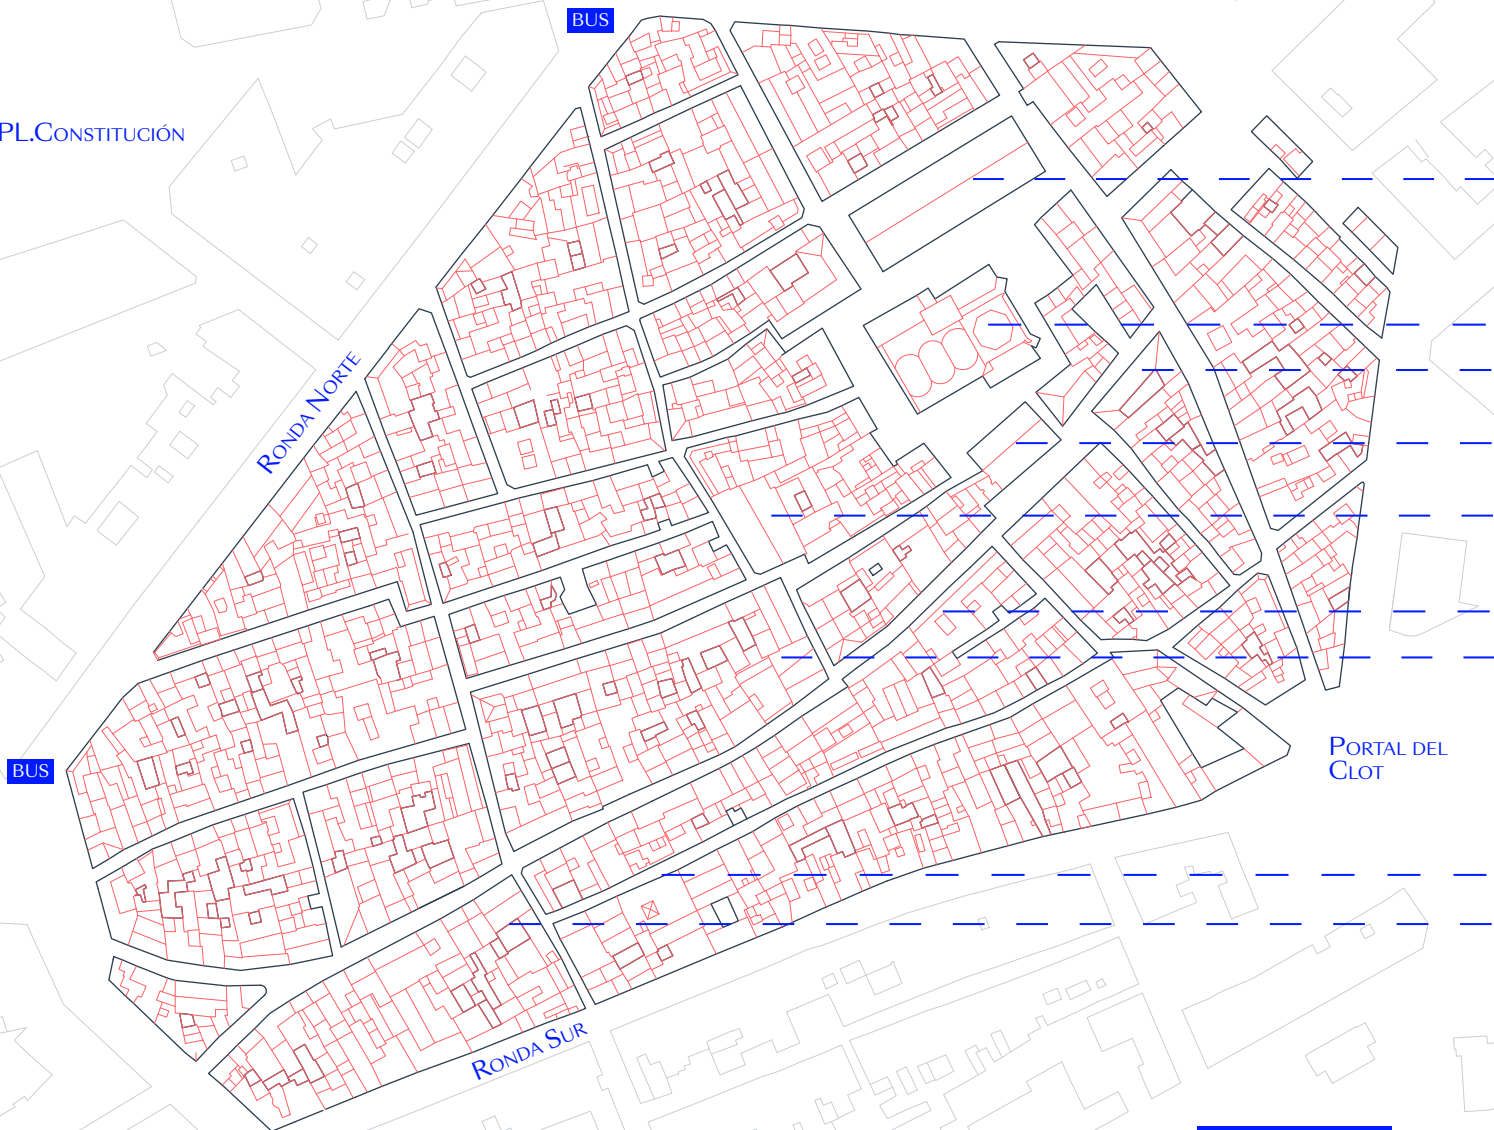 BUS
PL.Constitución
Ronda Norte
Portal del
Clot
BUS
Ronda Sur